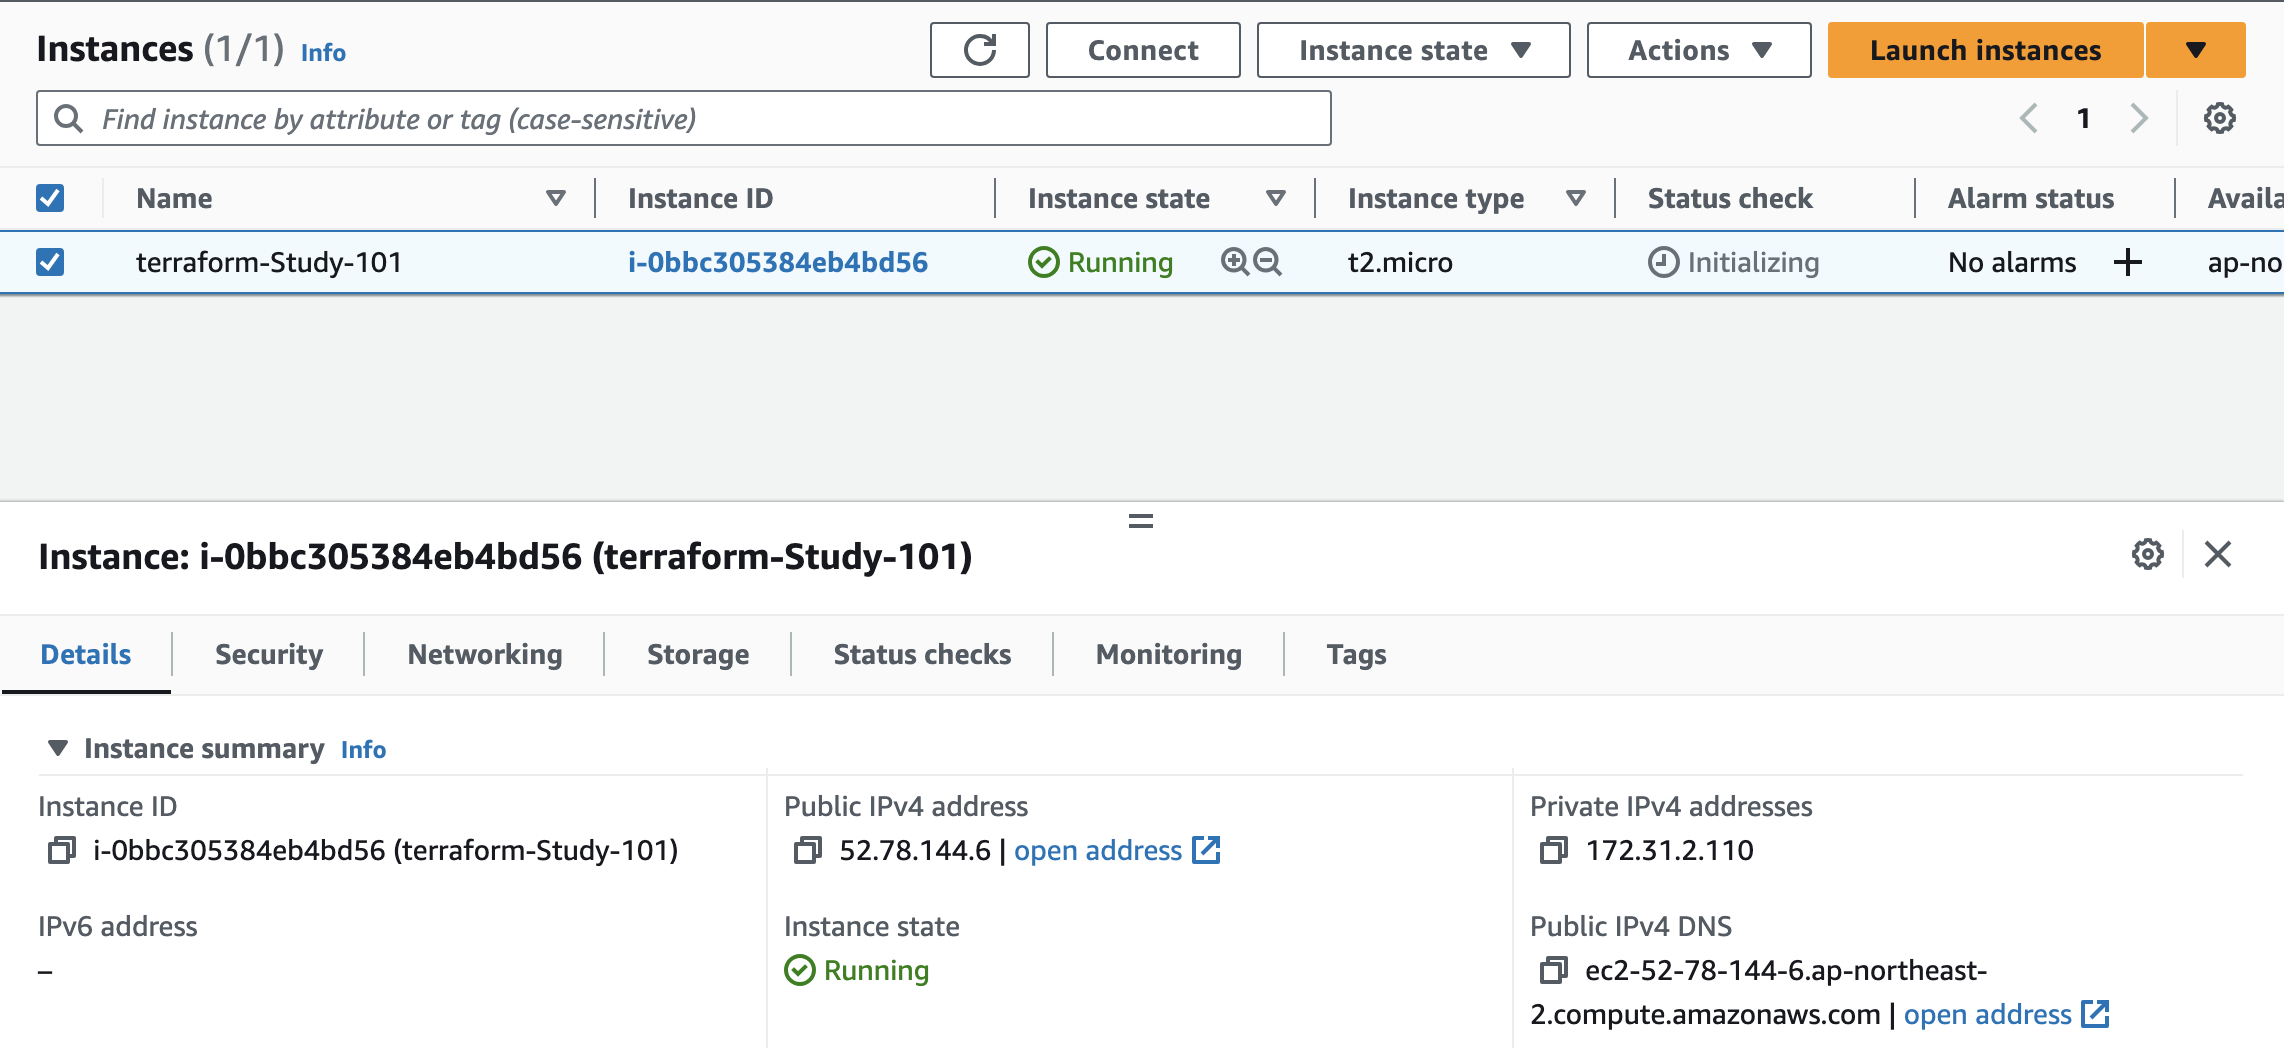 Instances (1/1) Info
Connect
Instance state
Actions
Launch instances
Find instance by attribute or tag (case-sensitive)
1
Name Instance ID Instance state Instance type Status check Alarm status Availa
terraform-Study-101 i-0bbc305384eb4bd56 Running t2.micro Initializing No alarms ap-no
Instance: i-0bbc305384eb4bd56 (terraform-Study-101)
Details Security Networking Storage Status checks Monitoring Tags
Instance summary Info
Instance ID
i-0bbc305384eb4bd56 (terraform-Study-101)
Public IPv4 address
52.78.144.6 | open address
Private IPv4 addresses
172.31.2.110
IPv6 address
–
Instance state
Running
Public IPv4 DNS
ec2-52-78-144-6.ap-northeast-
2.compute.amazonaws.com | open address